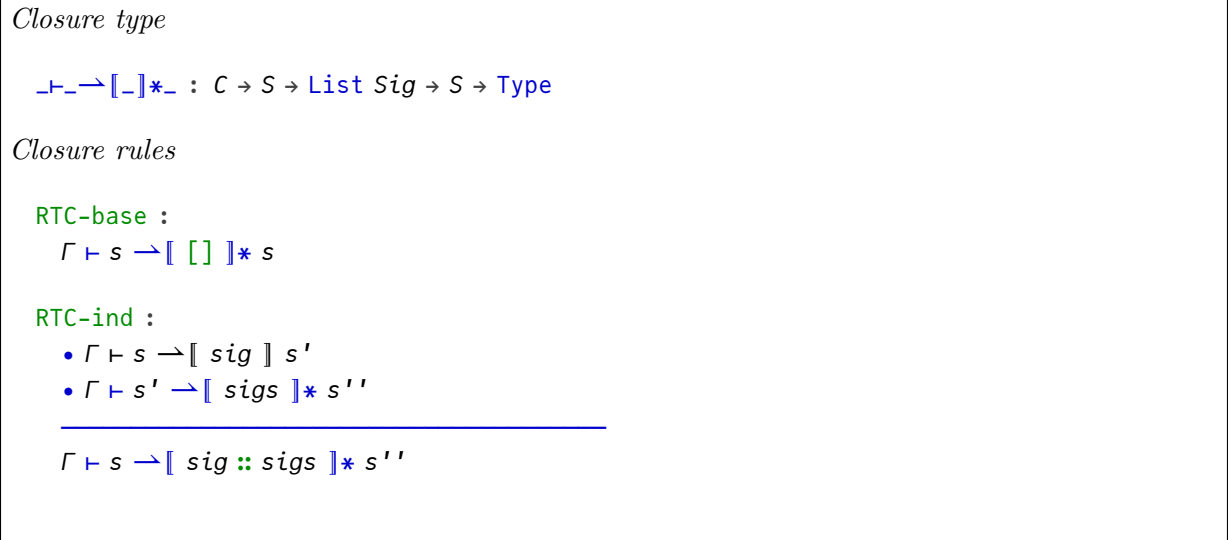 Closure type
_⊢_⇀⟦_⟧*_ : C → S → List Sig → S → Type
Closure rules
RTC-base :
Γ ⊢ s ⇀⟦ [] ⟧* s
RTC-ind :
• Γ ⊢ s ⇀⟦ sig ⟧ s'
• Γ ⊢ s' ⇀⟦ sigs ⟧* s''
Γ ⊢ s ⇀⟦ sig ∷ sigs ⟧* s''